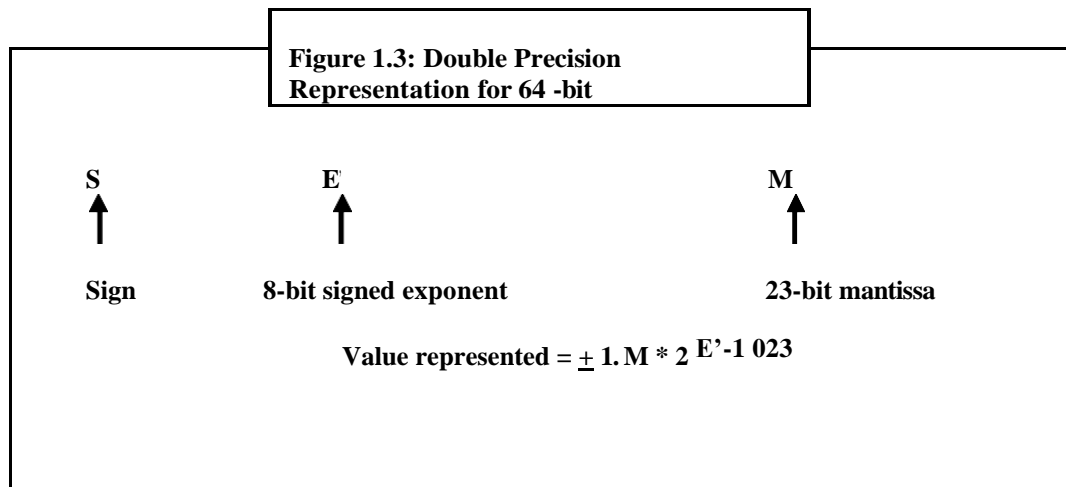 Figure 1.3: Double Precision
Representation for 64 -bit
S E' M
Sign 8-bit signed exponent 23-bit mantissa
Value represented = ± 1. M * 2 E’-1 023